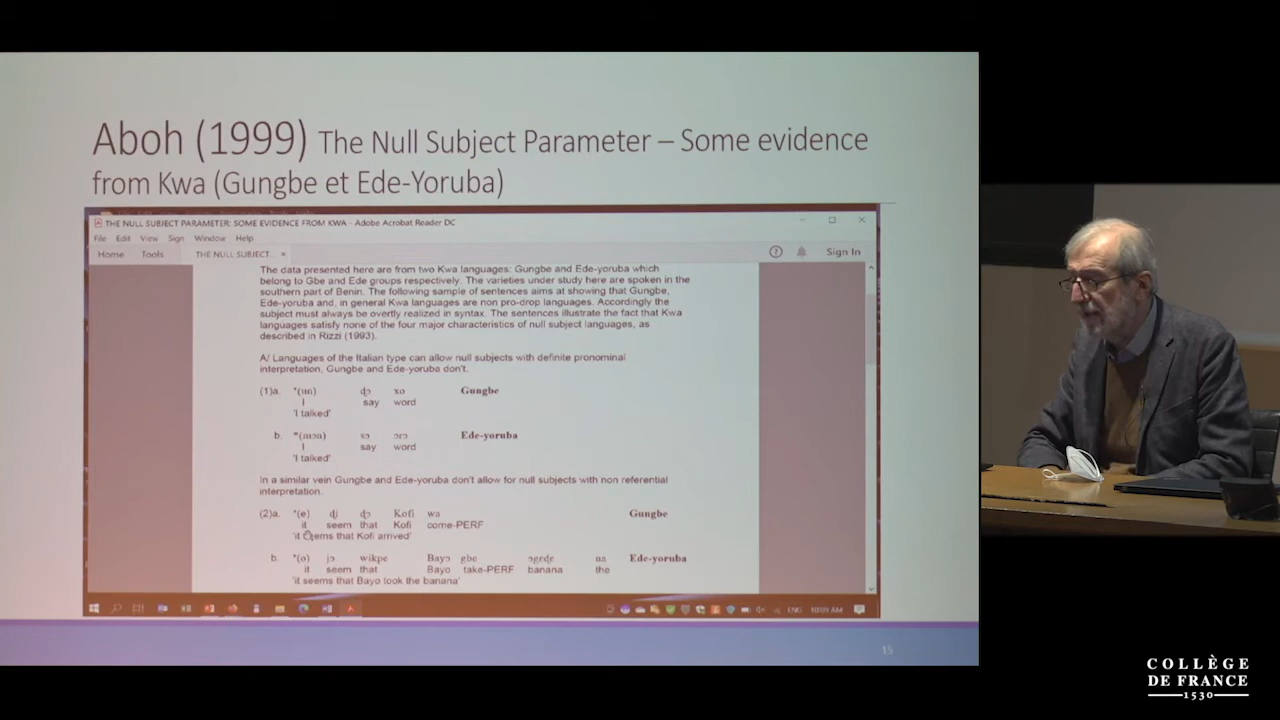 Aboh (1999) The Null Subject Parameter – Some evidence
from Kwa (Gungbe et Ede-Yoruba)
THE NULL SUBJECT PARAMETER: SOME EVIDENCE FROM KWA - Adobe Acrobat Reader DC
File Edit View Sign Window Help
Home Tools THE NULL SUBJECT... × Sign In
The data presented here are from two Kwa languages: Gungbe and Ede-yoruba which
belong to Gbe and Ede groups respectively. The varieties under study here are spoken in the
southern part of Benin. The following sample of sentences aims at showing that Gungbe,
Ede-yoruba and, in general Kwa languages are non pro-drop languages. Accordingly the
subject must always be overtly realized in syntax. The sentences illustrate the fact that Kwa
languages satisfy none of the four major characteristics of null subject languages, as
described in Rizzi (1993).
A/ Languages of the Italian type can allow null subjects with definite pronominal
interpretation, Gungbe and Ede-yoruba don't.
(1)a. *(un) ɖɔ xo Gungbe
I say word
'I talked'
b. *(mɔn) sɔ ɔrɔ Ede-yoruba
I say word
'I talked'
In a similar vein Gungbe and Ede-yoruba don't allow for null subjects with non referential
interpretation.
(2)a. *(e) ɖi ɖɔ Kofi wa Gungbe
it seem that Kofi come-PERF
'it seems that Kofi arrived'
b. *(o) jɔ wikpe Bayɔ gbe ɔgɛdɛ na Ede-yoruba
it seem that Bayo take-PERF banana the
'it seems that Bayo took the banana'
ENG 10:05 AM
15
COLLÈGE
DE FRANCE
1530